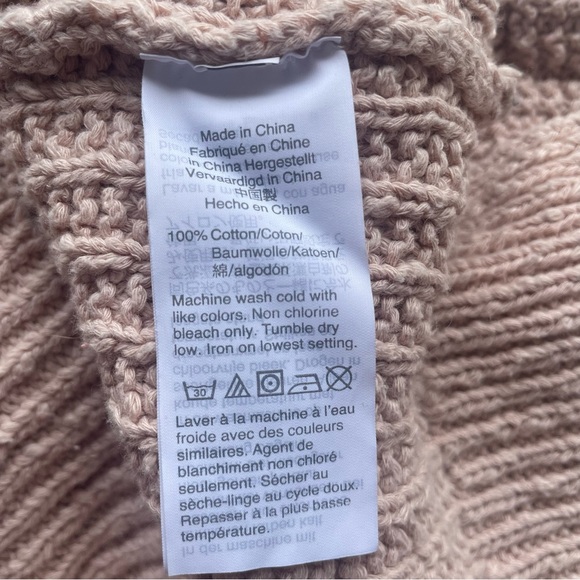 Made in China
Fabriqué en Chine
in China Hergestellt
Vervaardigd in China
中国製
Hecho en China
100% Cotton/Coton/
Baumwolle/Katoen/
綿/algodón
Machine wash cold with
like colors. Non chlorine
bleach only. Tumble dry
low. Iron on lowest setting.
30
Laver à la machine à l'eau
froide avec des couleurs
similaires. Agent de
blanchiment non chloré
seulement. Sécher au
sèche-linge au cycle doux.
Repasser à la plus basse
température.